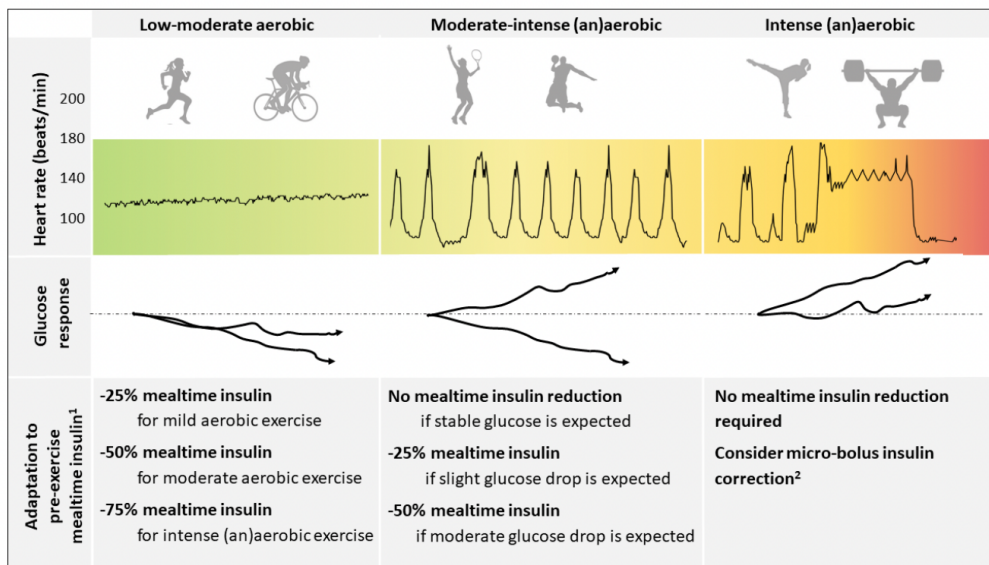 Low-moderate aerobic
Moderate-intense (an)aerobic
Intense (an)aerobic
Heart rate (beats/min)
200
180
140
100
Glucose
response
Adaptation to
pre-exercise
mealtime insulin¹
-25% mealtime insulin
for mild aerobic exercise
-50% mealtime insulin
for moderate aerobic exercise
-75% mealtime insulin
for intense (an)aerobic exercise
No mealtime insulin reduction
if stable glucose is expected
-25% mealtime insulin
if slight glucose drop is expected
-50% mealtime insulin
if moderate glucose drop is expected
No mealtime insulin reduction
required
Consider micro-bolus insulin
correction²